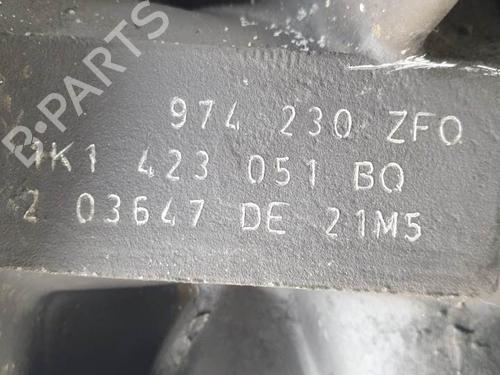 B-PARTS
974 230 ZFO
1K1 423 051 BQ
2 03647 DE 21M5